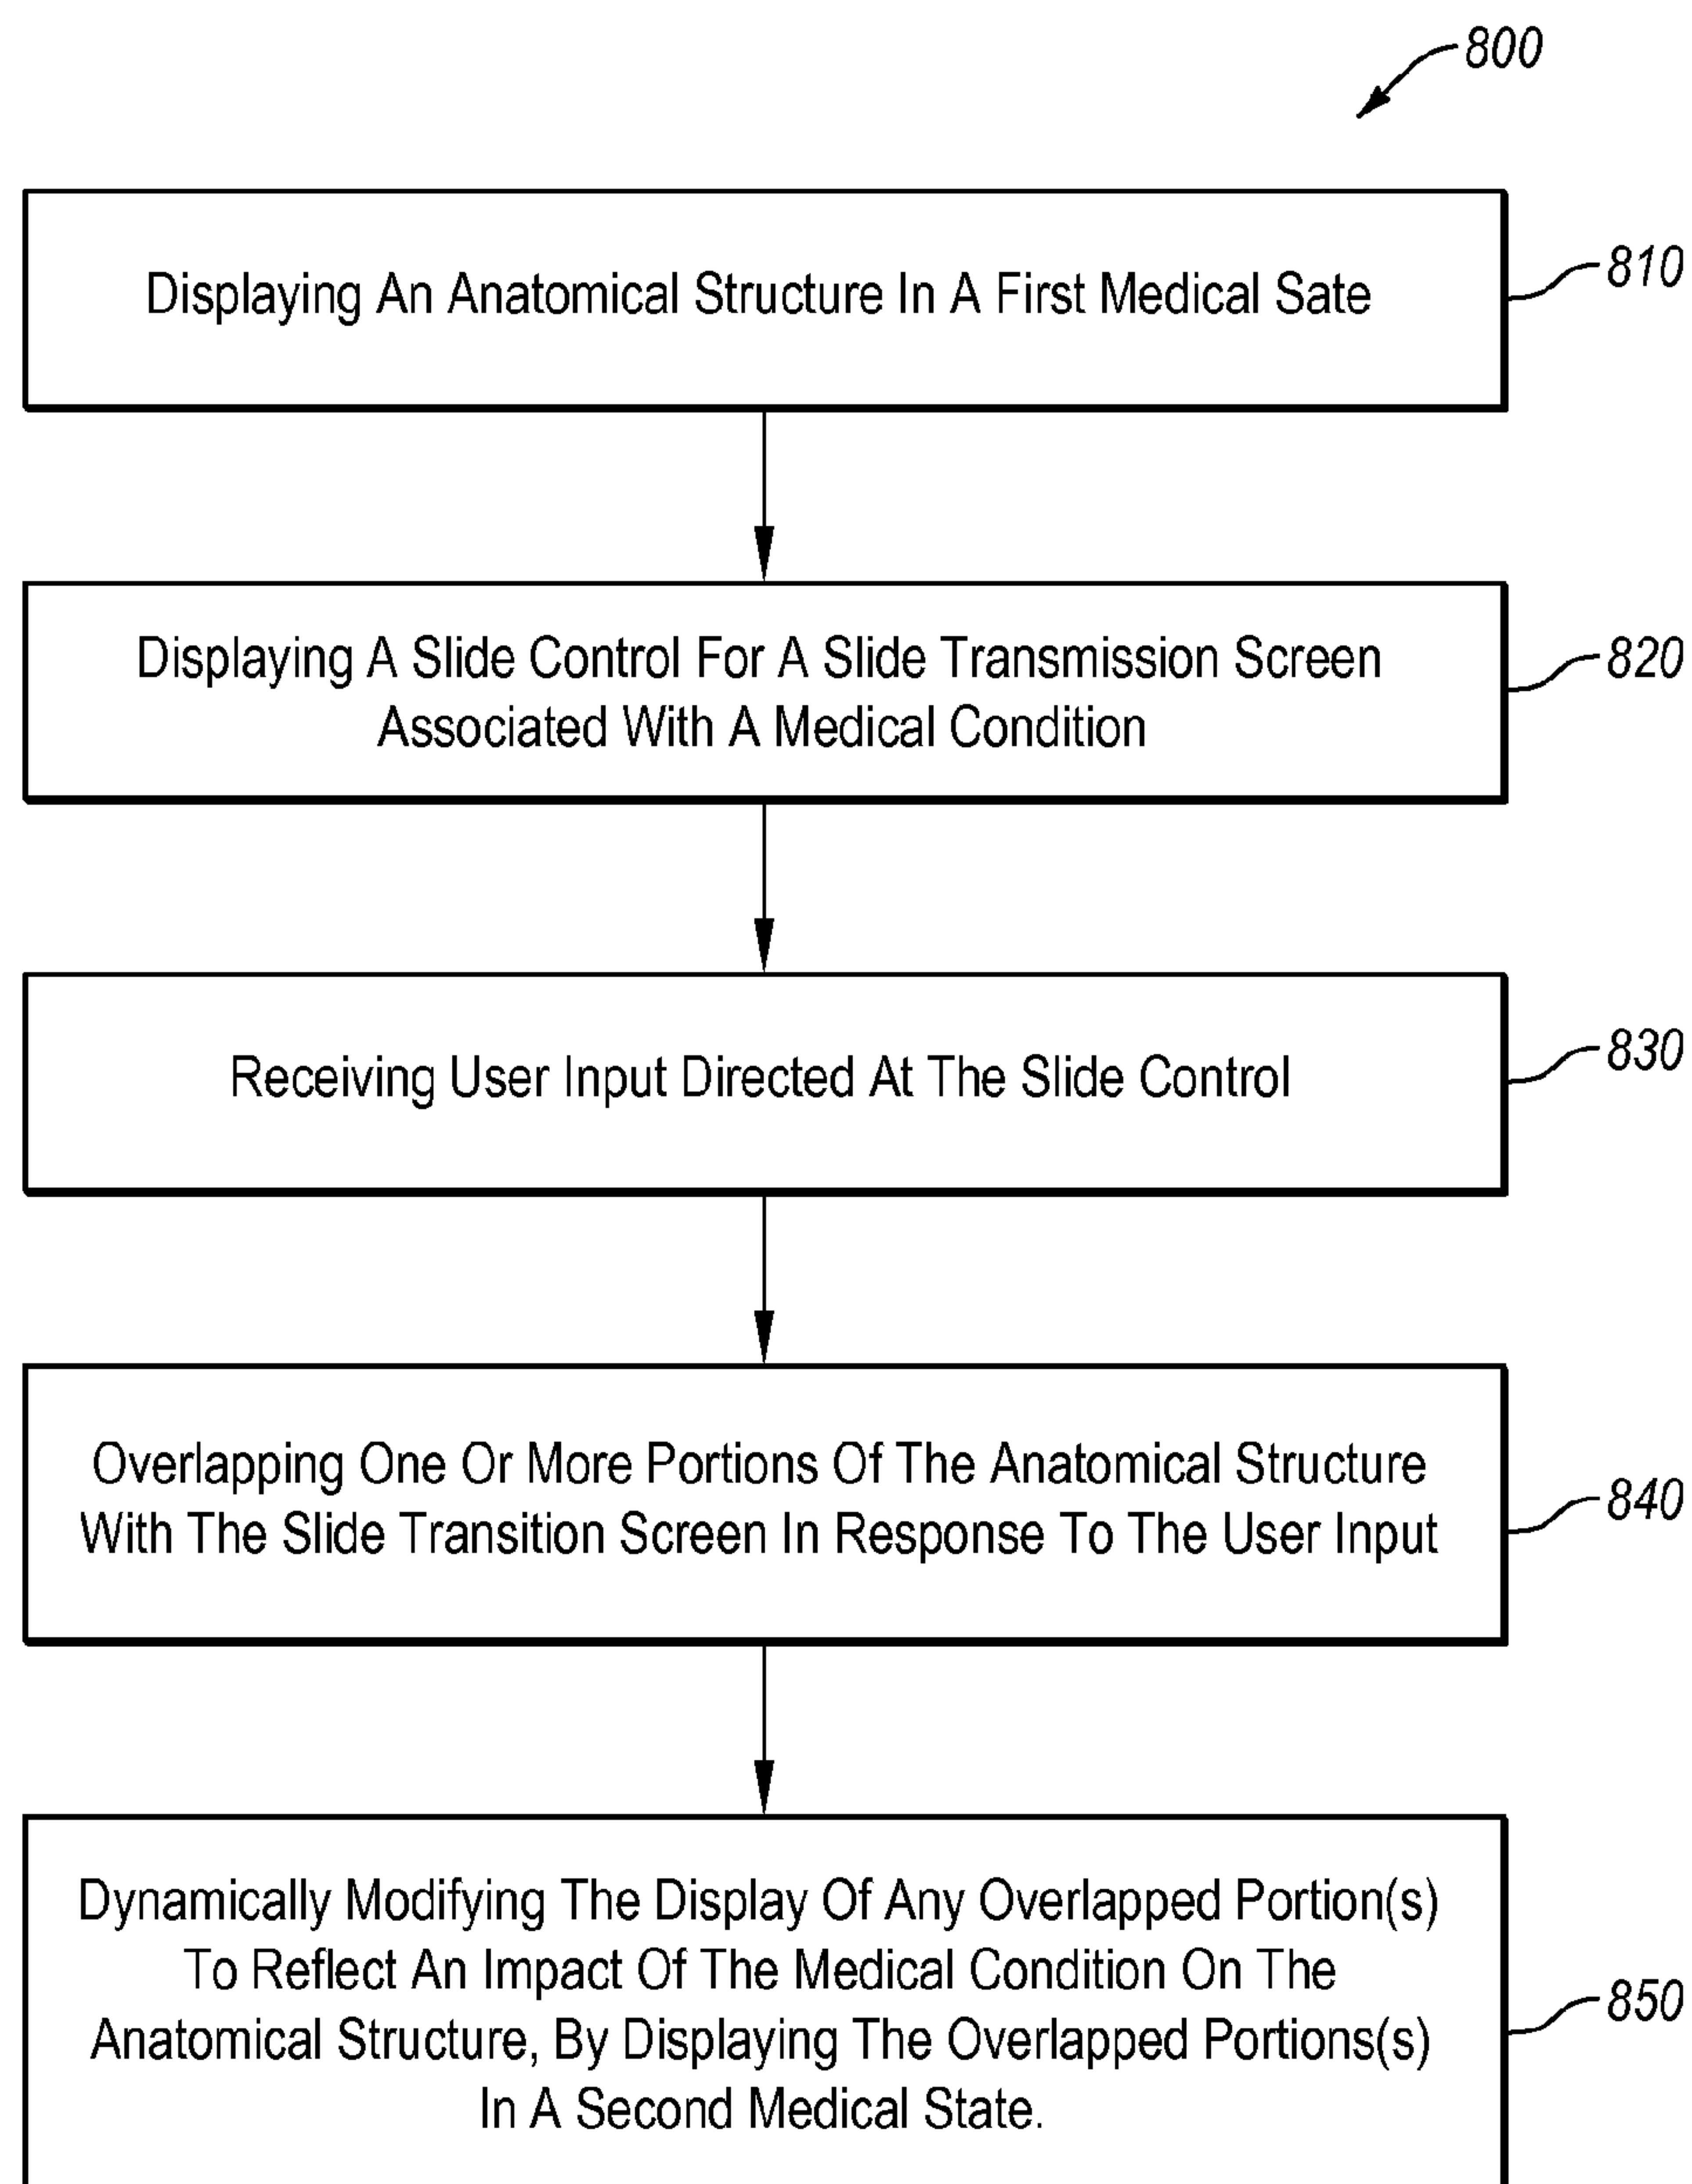 800
Displaying An Anatomical Structure In A First Medical Sate
810
Displaying A Slide Control For A Slide Transmission Screen
Associated With A Medical Condition
820
Receiving User Input Directed At The Slide Control
830
Overlapping One Or More Portions Of The Anatomical Structure
With The Slide Transition Screen In Response To The User Input
840
Dynamically Modifying The Display Of Any Overlapped Portion(s)
To Reflect An Impact Of The Medical Condition On The
Anatomical Structure, By Displaying The Overlapped Portions(s)
In A Second Medical State.
850